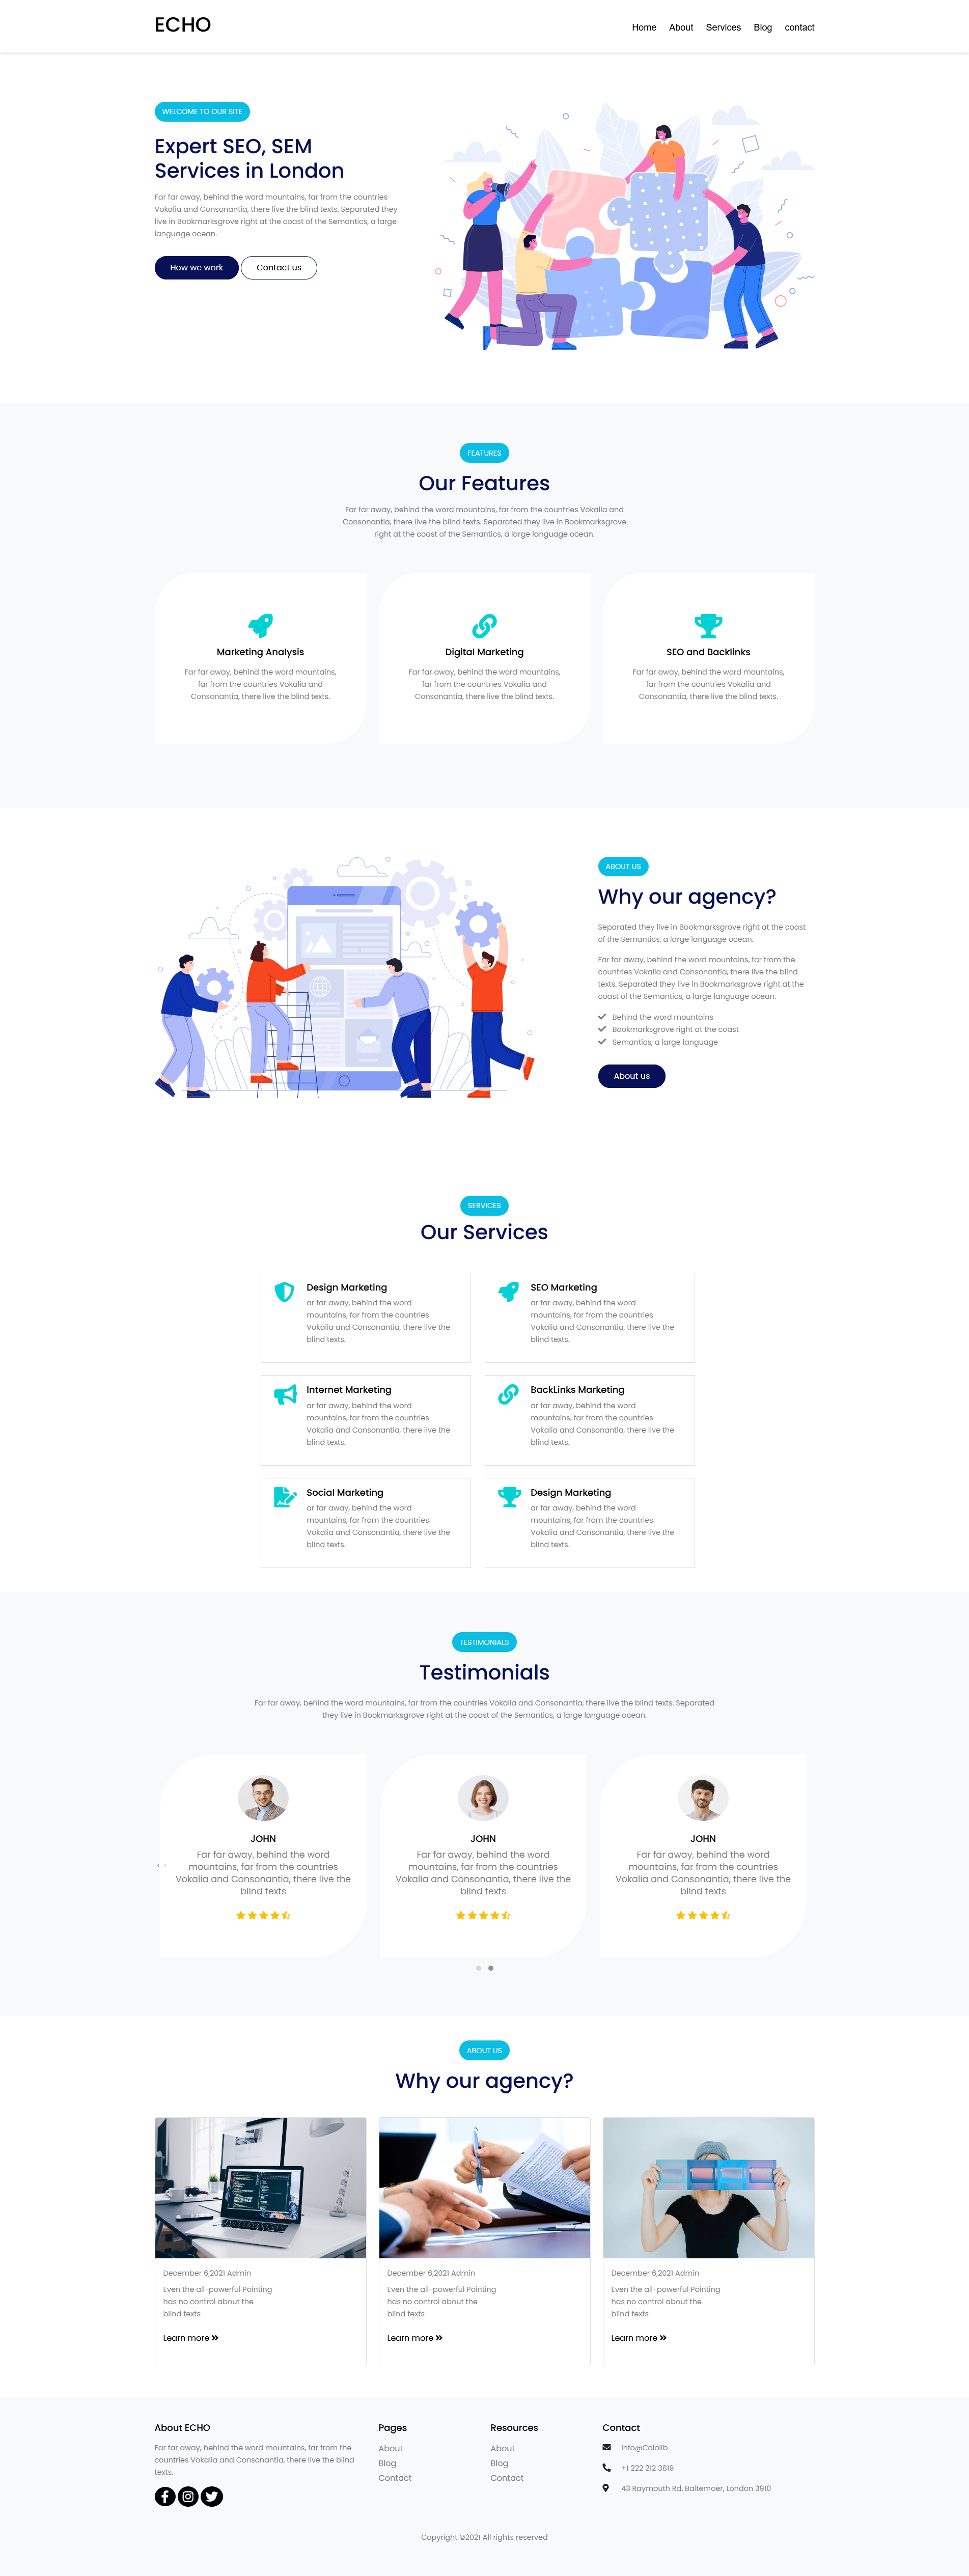 ECHO
Home About Services Blog contact
WELCOME TO OUR SITE
Expert SEO, SEM
Services in London
Far far away, behind the word mountains, far from the countries
Vokalia and Consonantia, there live the blind texts. Separated they
live in Bookmarksgrove right at the coast of the Semantics, a large
language ocean.
How we work Contact us
FEATURES
Our Features
Far far away, behind the word mountains, far from the countries Vokalia and
Consonantia, there live the blind texts. Separated they live in Bookmarksgrove
right at the coast of the Semantics, a large language ocean.
Marketing Analysis
Far far away, behind the word mountains,
far from the countries Vokalia and
Consonantia, there live the blind texts.
Digital Marketing
Far far away, behind the word mountains,
far from the countries Vokalia and
Consonantia, there live the blind texts.
SEO and Backlinks
Far far away, behind the word mountains,
far from the countries Vokalia and
Consonantia, there live the blind texts.
ABOUT US
Why our agency?
Separated they live in Bookmarksgrove right at the coast
of the Semantics, a large language ocean.
Far far away, behind the word mountains, far from the
countries Vokalia and Consonantia, there live the blind
texts. Separated they live in Bookmarksgrove right at the
coast of the Semantics, a large language ocean.
Behind the word mountains
Bookmarksgrove right at the coast
Semantics, a large language
About us
SERVICES
Our Services
Design Marketing
ar far away, behind the word
mountains, far from the countries
Vokalia and Consonantia, there live the
blind texts.
SEO Marketing
ar far away, behind the word
mountains, far from the countries
Vokalia and Consonantia, there live the
blind texts.
Internet Marketing
ar far away, behind the word
mountains, far from the countries
Vokalia and Consonantia, there live the
blind texts.
BackLinks Marketing
ar far away, behind the word
mountains, far from the countries
Vokalia and Consonantia, there live the
blind texts.
Social Marketing
ar far away, behind the word
mountains, far from the countries
Vokalia and Consonantia, there live the
blind texts.
Design Marketing
ar far away, behind the word
mountains, far from the countries
Vokalia and Consonantia, there live the
blind texts.
TESTIMONIALS
Testimonials
Far far away, behind the word mountains, far from the countries Vokalia and Consonantia, there live the blind texts. Separated
they live in Bookmarksgrove right at the coast of the Semantics, a large language ocean.
JOHN
Far far away, behind the word
mountains, far from the countries
Vokalia and Consonantia, there live the
blind texts
JOHN
Far far away, behind the word
mountains, far from the countries
Vokalia and Consonantia, there live the
blind texts
JOHN
Far far away, behind the word
mountains, far from the countries
Vokalia and Consonantia, there live the
blind texts
ABOUT US
Why our agency?
December 6,2021 Admin
Even the all-powerful Pointing
has no control about the
blind texts
Learn more
December 6,2021 Admin
Even the all-powerful Pointing
has no control about the
blind texts
Learn more
December 6,2021 Admin
Even the all-powerful Pointing
has no control about the
blind texts
Learn more
About ECHO
Far far away, behind the word mountains, far from the
countries Vokalia and Consonantia, there live the blind
texts.
Pages
About
Blog
Contact
Resources
About
Blog
Contact
Contact
info@Cololib
+1 222 212 3819
43 Raymouth Rd. Baltemoer, London 3910
Copyright ©2021 All rights reserved